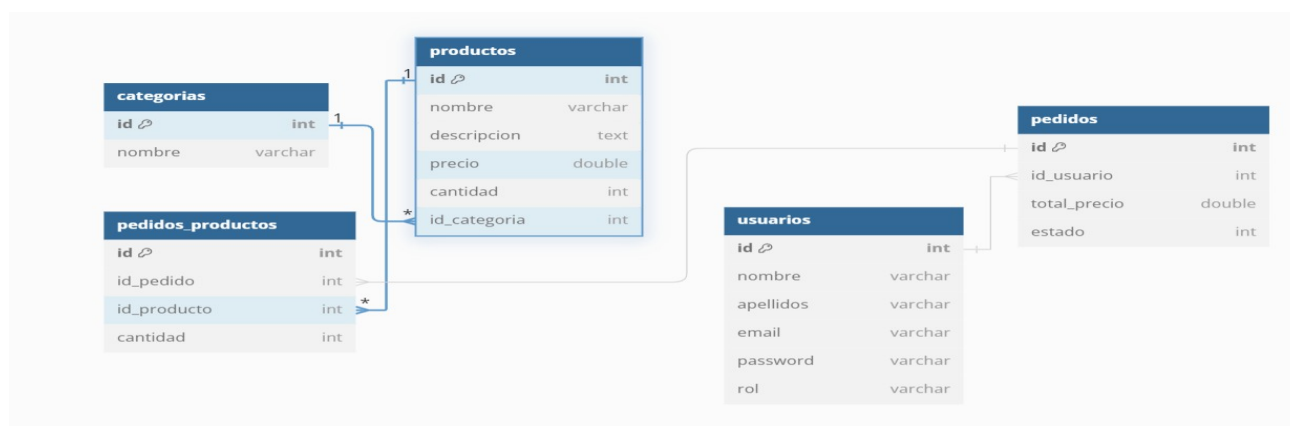 categorias
id int
nombre varchar
1
productos
1
id int
nombre varchar
descripcion text
precio double
cantidad int
*
id_categoria int
pedidos_productos
id int
id_pedido int
id_producto int
*
cantidad int
usuarios
id int
nombre varchar
apellidos varchar
email varchar
password varchar
rol varchar
pedidos
id int
id_usuario int
total_precio double
estado int